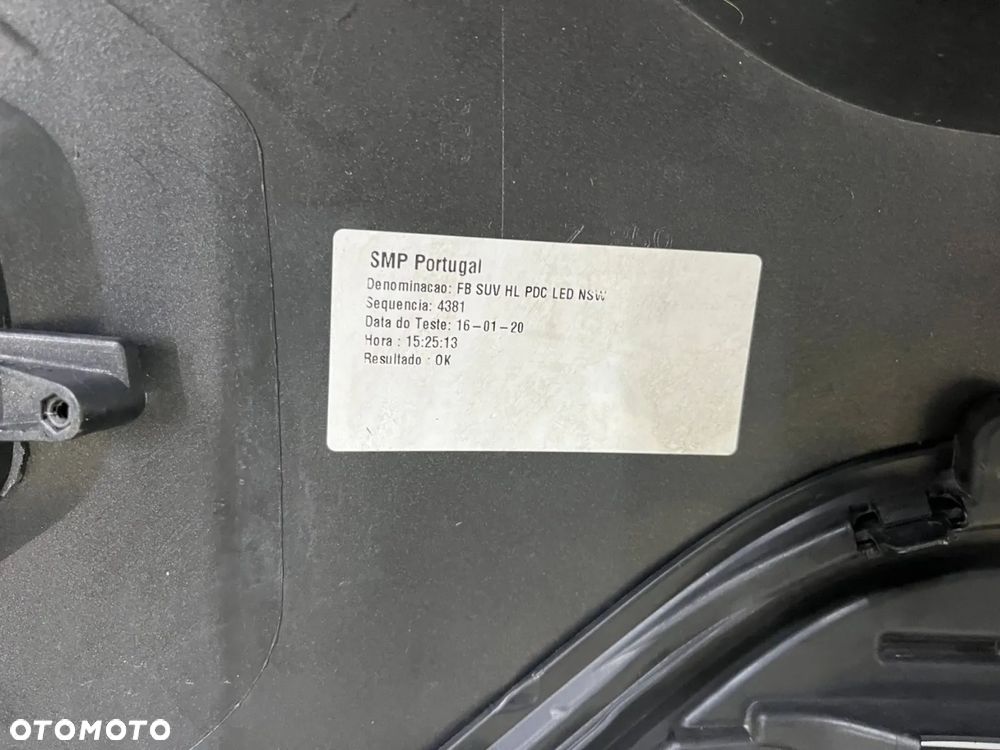 SMP Portugal
Denominacao: FB SUV HL PDC LED NSW
Sequencia: 4381
Data do Teste: 16-01-20
Hora : 15:25:13
Resultado : OK
OTOMOTO